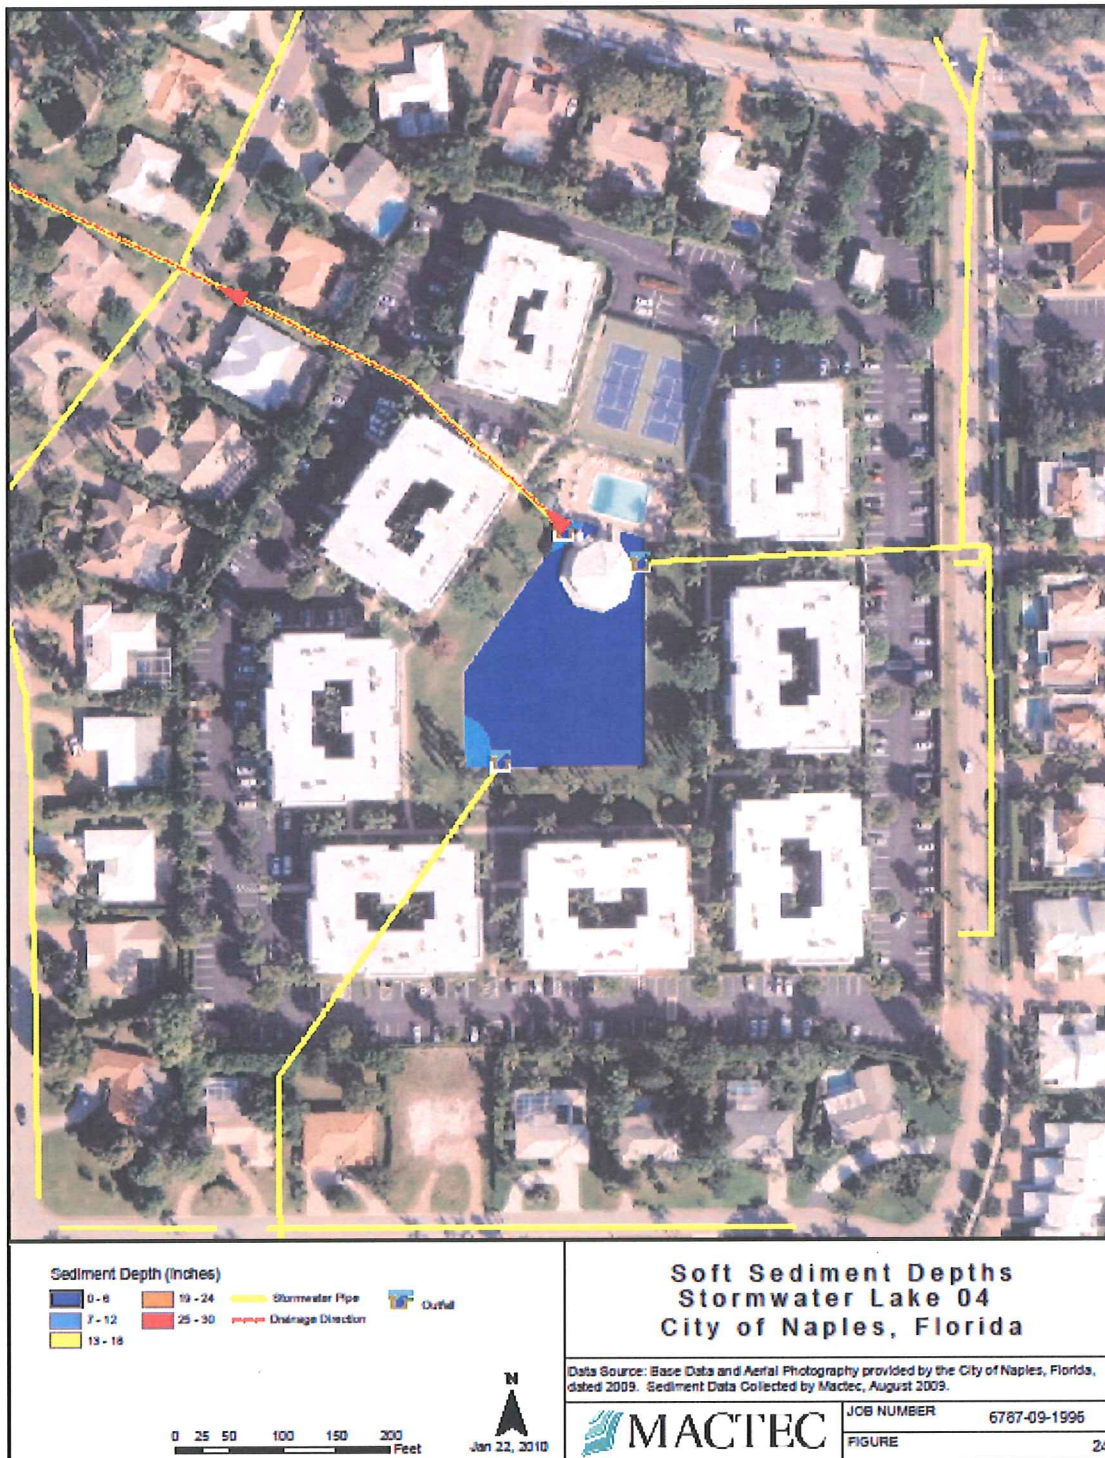 Sediment Depth (Inches)
0 - 6
7 - 12
13 - 18
19 - 24
25 - 30
Stormwater Pipe
Drainage Direction
Outfall
0 25 50 100 150 200
Feet
N
Jan 22, 2010
Soft Sediment Depths
Stormwater Lake 04
City of Naples, Florida
Data Source: Base Data and Aerial Photography provided by the City of Naples, Florida,
dated 2009. Sediment Data Collected by Mactec, August 2009.
MACTEC
JOB NUMBER 6787-09-1996
FIGURE 24